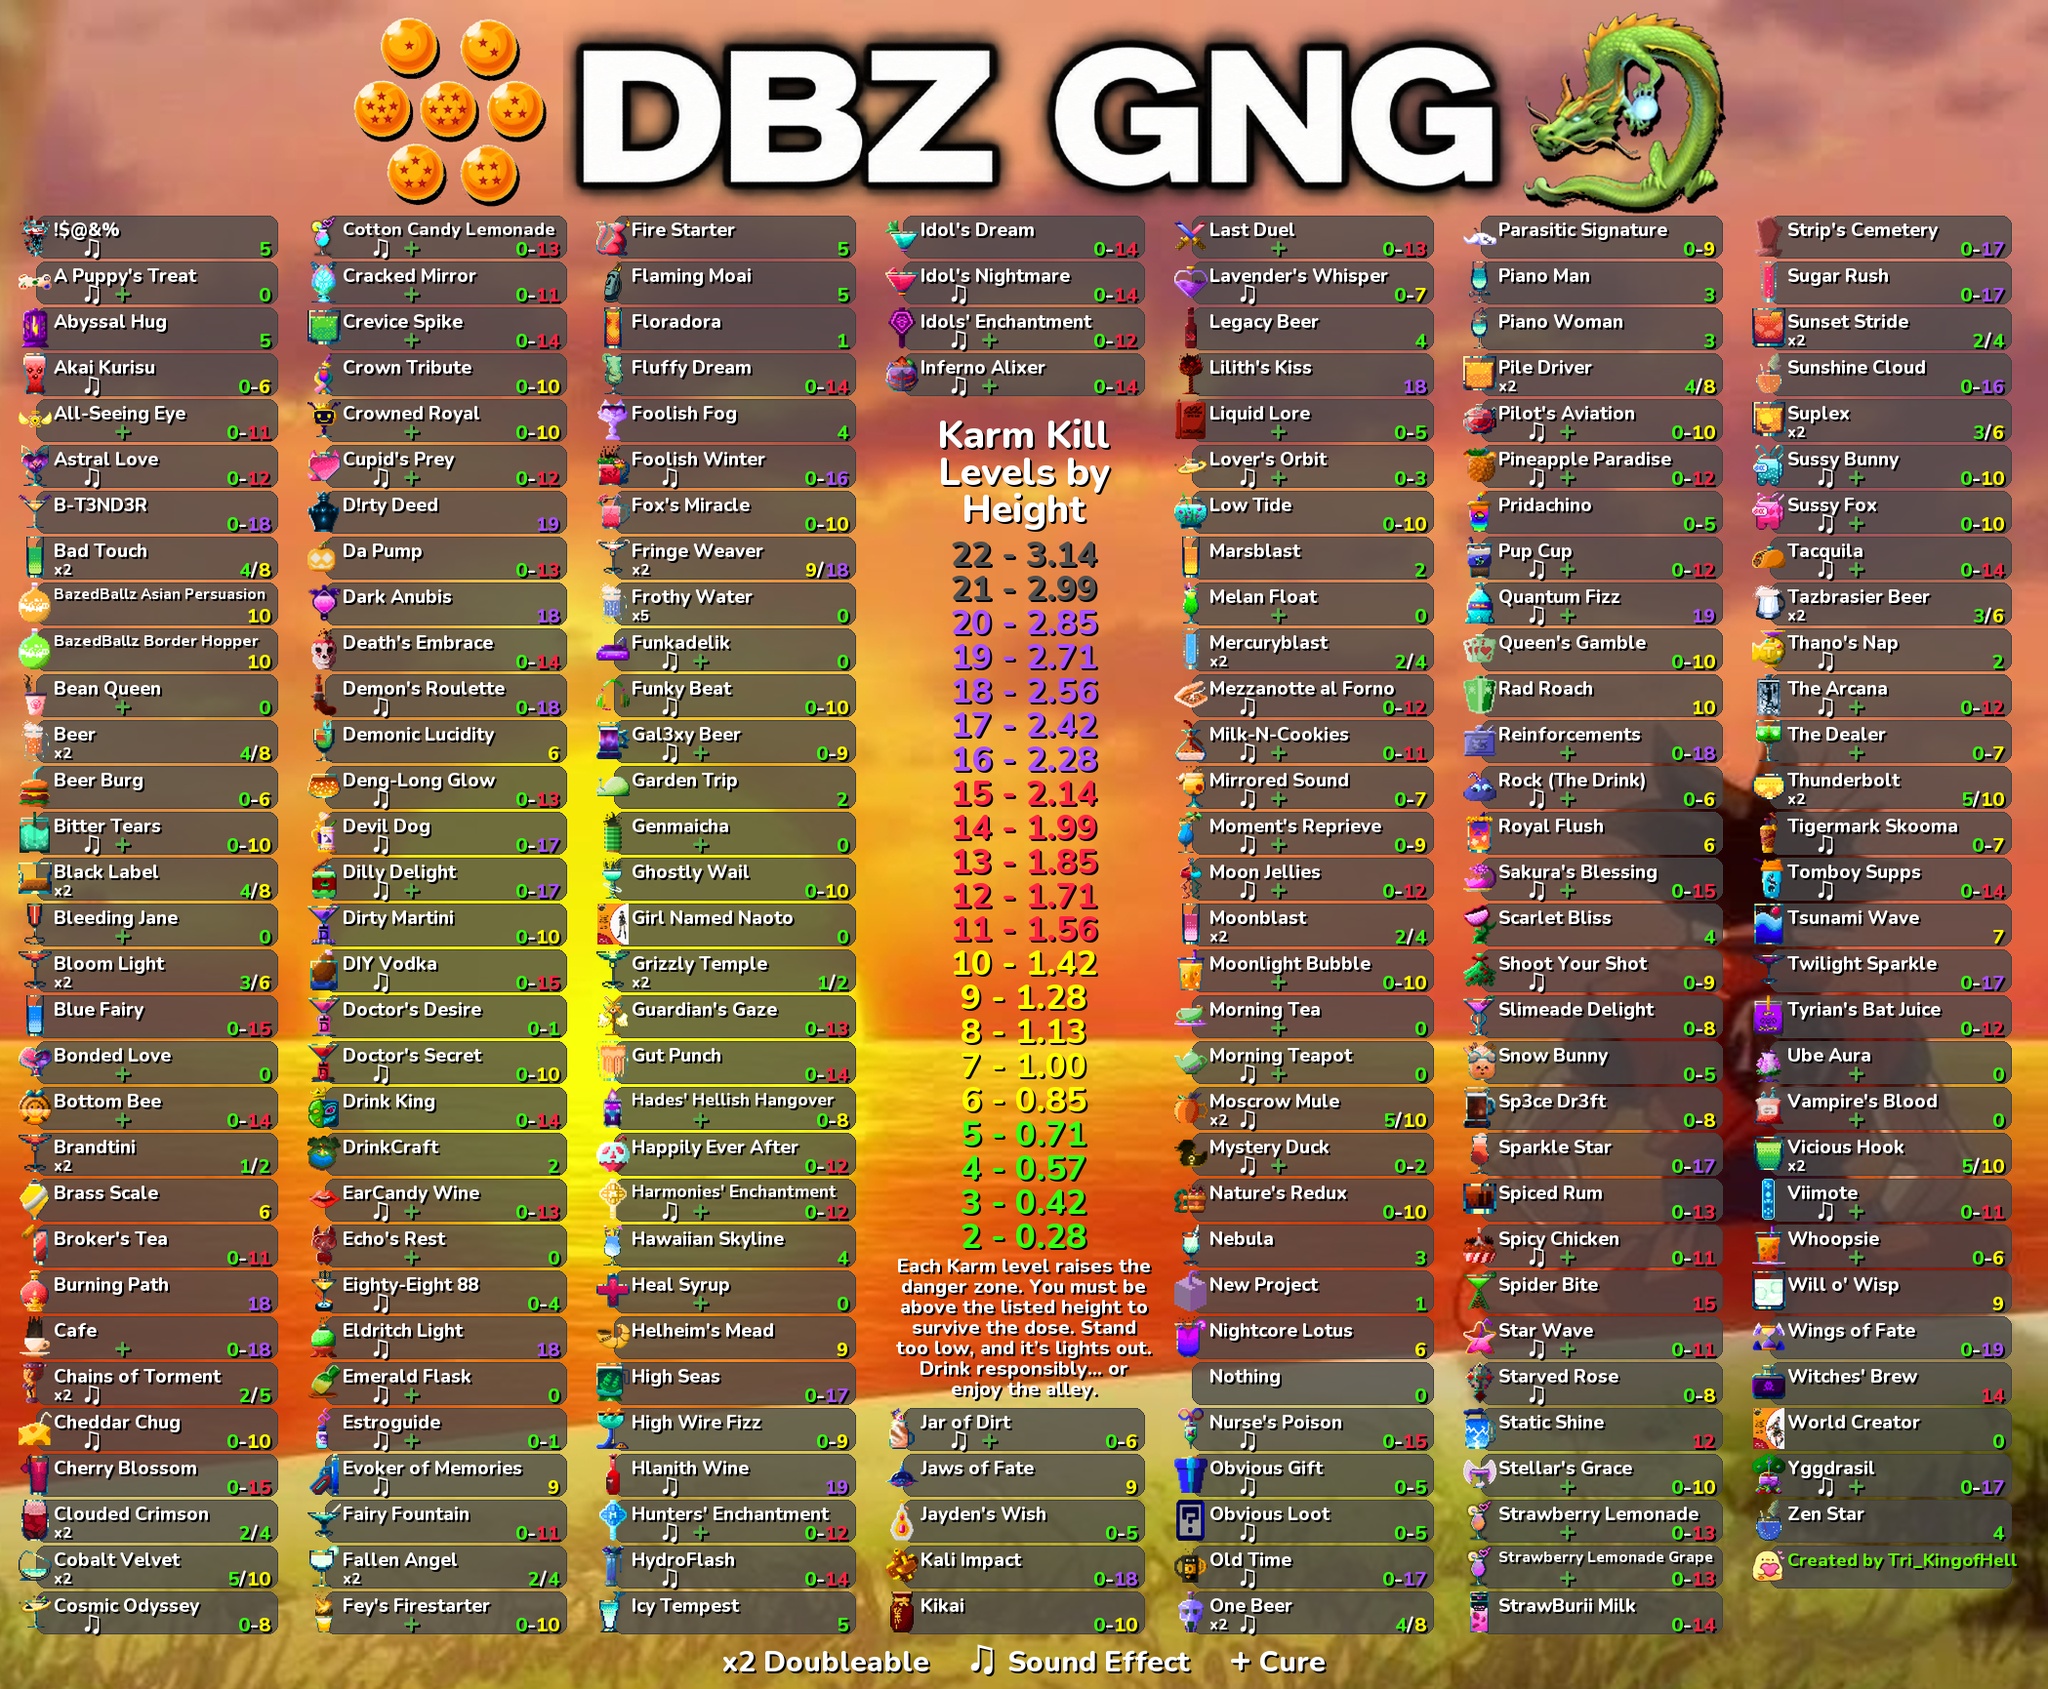 DBZ GNG
!$@&%
♫ 5
A Puppy's Treat
♫ + 0
Abyssal Hug
5
Akai Kurisu
♫ 0-6
All-Seeing Eye
+ 0-11
Astral Love
♫ 0-12
B-T3ND3R
0-18
Bad Touch
x2 4/8
BazedBallz Asian Persuasion
10
BazedBallz Border Hopper
10
Bean Queen
+ 0
Beer
x2 4/8
Beer Burg
0-6
Bitter Tears
♫ + 0-10
Black Label
x2 4/8
Bleeding Jane
+ 0
Bloom Light
x2 3/6
Blue Fairy
0-15
Bonded Love
+ 0
Bottom Bee
+ 0-14
Brandtini
x2 1/2
Brass Scale
6
Broker's Tea
0-11
Burning Path
18
Cafe
+ 0-18
Chains of Torment
x2 ♫ 2/5
Cheddar Chug
♫ 0-10
Cherry Blossom
0-15
Clouded Crimson
x2 2/4
Cobalt Velvet
x2 5/10
Cosmic Odyssey
♫ 0-8
Cotton Candy Lemonade
♫ + 0-13
Cracked Mirror
+ 0-11
Crevice Spike
+ 0-14
Crown Tribute
0-10
Crowned Royal
+ 0-10
Cupid's Prey
♫ + 0-12
D!rty Deed
19
Da Pump
0-13
Dark Anubis
18
Death's Embrace
0-14
Demon's Roulette
♫ 0-18
Demonic Lucidity
6
Deng-Long Glow
♫ 0-13
Devil Dog
♫ 0-17
Dilly Delight
♫ + 0-17
Dirty Martini
0-10
DIY Vodka
♫ 0-15
Doctor's Desire
0-1
Doctor's Secret
♫ 0-10
Drink King
0-14
DrinkCraft
2
EarCandy Wine
♫ + 0-13
Echo's Rest
+ 0
Eighty-Eight 88
♫ 0-4
Eldritch Light
♫ 18
Emerald Flask
♫ + 0
Estroguide
♫ + 0-1
Evoker of Memories
♫ 9
Fairy Fountain
0-11
Fallen Angel
x2 2/4
Fey's Firestarter
+ 0-10
Fire Starter
5
Flaming Moai
5
Floradora
1
Fluffy Dream
0-14
Foolish Fog
4
Foolish Winter
♫ 0-16
Fox's Miracle
0-10
Fringe Weaver
x2 9/18
Frothy Water
x5 0
Funkadelik
♫ + 0
Funky Beat
♫ 0-10
Gal3xy Beer
♫ + 0-9
Garden Trip
2
Genmaicha
+ 0
Ghostly Wail
0-10
Girl Named Naoto
0
Grizzly Temple
x2 1/2
Guardian's Gaze
0-13
Gut Punch
0-14
Hades' Hellish Hangover
+ 0-8
Happily Ever After
0-12
Harmonies' Enchantment
♫ + 0-12
Hawaiian Skyline
4
Heal Syrup
+ 0
Helheim's Mead
9
High Seas
0-17
High Wire Fizz
0-9
Hlanith Wine
19
Hunters' Enchantment
♫ + 0-12
HydroFlash
♫ 0-14
Icy Tempest
5
Idol's Dream
0-14
Idol's Nightmare
♫ 0-14
Idols' Enchantment
♫ + 0-12
Inferno Alixer
♫ + 0-14
Karm Kill
Levels by
Height
22 - 3.14
21 - 2.99
20 - 2.85
19 - 2.71
18 - 2.56
17 - 2.42
16 - 2.28
15 - 2.14
14 - 1.99
13 - 1.85
12 - 1.71
11 - 1.56
10 - 1.42
9 - 1.28
8 - 1.13
7 - 1.00
6 - 0.85
5 - 0.71
4 - 0.57
3 - 0.42
2 - 0.28
Each Karm level raises the
danger zone. You must be
above the listed height to
survive the dose. Stand
too low, and it's lights out.
Drink responsibly... or
enjoy the alley.
Jar of Dirt
♫ + 0-6
Jaws of Fate
9
Jayden's Wish
0-5
Kali Impact
0-18
Kikai
0-10
Last Duel
+ 0-13
Lavender's Whisper
♫ 0-7
Legacy Beer
4
Lilith's Kiss
18
Liquid Lore
+ 0-5
Lover's Orbit
♫ + 0-3
Low Tide
0-10
Marsblast
2
Melan Float
+ 0
Mercuryblast
x2 2/4
Mezzanotte al Forno
♫ 0-12
Milk-N-Cookies
♫ + 0-11
Mirrored Sound
♫ + 0-7
Moment's Reprieve
♫ + 0-9
Moon Jellies
♫ + 0-12
Moonblast
x2 2/4
Moonlight Bubble
+ 0-10
Morning Tea
+ 0
Morning Teapot
♫ + 0
Moscrow Mule
x2 ♫ 5/10
Mystery Duck
♫ + 0-2
Nature's Redux
0-10
Nebula
3
New Project
1
Nightcore Lotus
6
Nothing
0
Nurse's Poison
♫ 0-15
Obvious Gift
♫ 0-5
Obvious Loot
♫ 0-5
Old Time
♫ 0-17
One Beer
x2 ♫ 4/8
Parasitic Signature
0-9
Piano Man
3
Piano Woman
3
Pile Driver
x2 4/8
Pilot's Aviation
♫ + 0-10
Pineapple Paradise
♫ + 0-12
Pridachino
0-5
Pup Cup
♫ + 0-12
Quantum Fizz
♫ + 19
Queen's Gamble
0-10
Rad Roach
10
Reinforcements
+ 0-18
Rock (The Drink)
♫ + 0-6
Royal Flush
6
Sakura's Blessing
♫ + 0-15
Scarlet Bliss
4
Shoot Your Shot
♫ 0-9
Slimeade Delight
0-8
Snow Bunny
0-5
Sp3ce Dr3ft
0-8
Sparkle Star
0-17
Spiced Rum
0-13
Spicy Chicken
♫ + 0-11
Spider Bite
15
Star Wave
♫ + 0-11
Starved Rose
♫ 0-8
Static Shine
12
Stellar's Grace
+ 0-10
Strawberry Lemonade
+ 0-13
Strawberry Lemonade Grape
+ 0-13
StrawBurii Milk
0-14
Strip's Cemetery
0-17
Sugar Rush
0-17
Sunset Stride
x2 2/4
Sunshine Cloud
0-16
Suplex
x2 3/6
Sussy Bunny
♫ + 0-10
Sussy Fox
♫ + 0-10
Tacquila
♫ + 0-14
Tazbrasier Beer
x2 3/6
Thano's Nap
♫ 2
The Arcana
♫ + 0-12
The Dealer
+ 0-7
Thunderbolt
x2 5/10
Tigermark Skooma
♫ 0-7
Tomboy Supps
♫ 0-14
Tsunami Wave
7
Twilight Sparkle
0-17
Tyrian's Bat Juice
0-12
Ube Aura
+ 0
Vampire's Blood
+ 0
Vicious Hook
x2 5/10
Viimote
♫ + 0-11
Whoopsie
+ 0-6
Will o' Wisp
9
Wings of Fate
0-19
Witches' Brew
14
World Creator
0
Yggdrasil
♫ + 0-17
Zen Star
4
Created by Tri_KingofHell
x2 Doubleable ♫ Sound Effect + Cure